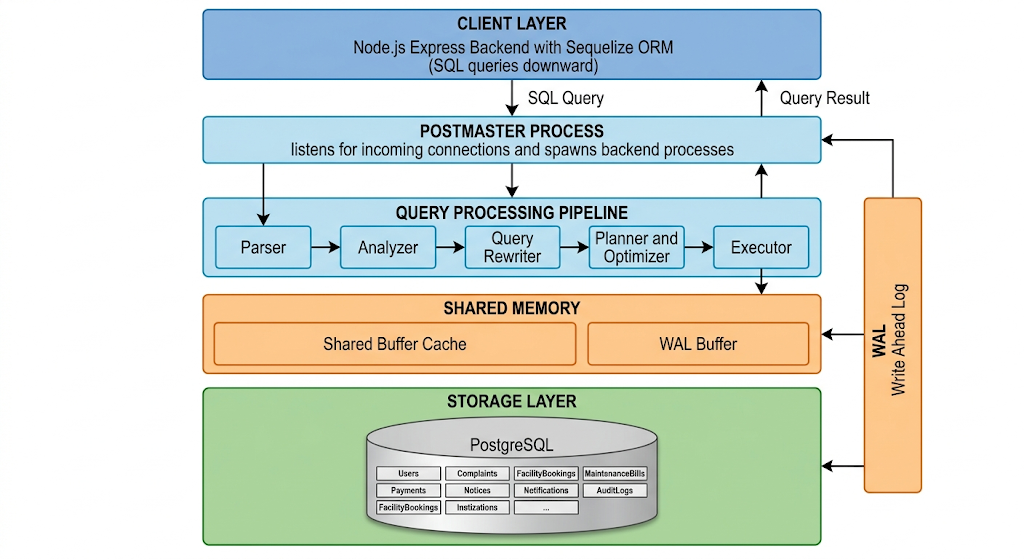 CLIENT LAYER
Node.js Express Backend with Sequelize ORM
(SQL queries downward)
SQL Query
Query Result
POSTMASTER PROCESS
listens for incoming connections and spawns backend processes
QUERY PROCESSING PIPELINE
Parser
Analyzer
Query
Rewriter
Planner and
Optimizer
Executor
SHARED MEMORY
Shared Buffer Cache
WAL Buffer
WAL
Write Ahead Log
STORAGE LAYER
PostgreSQL
Users
Complaints
FacilityBookings
MaintsnanceBills
Payments
Notices
Notifications
AuditLogs
FacilityBookings
Instizations
...